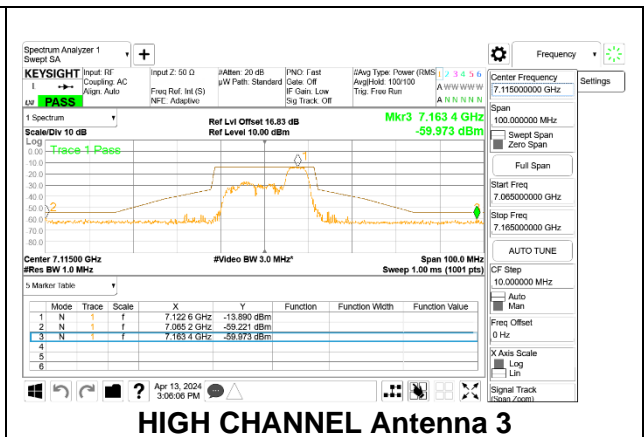 Spectrum Analyzer 1
Swept SA
+
Frequency
KEYSIGHT
Input: RF
Coupling: AC
Align: Auto
Input Z: 50 Ω
Freq Ref: Int (S)
NFE: Adaptive
#Atten: 20 dB
µW Path: Standard
PNO: Fast
Gate: Off
IF Gain: Low
Sig Track: Off
#Avg Type: Power (RMS
Avg|Hold: 100/100
Trig: Free Run
1 2 3 4 5 6
A W W W W W
A N N N N N
PASS
1 Spectrum
Scale/Div 10 dB
Ref Lvl Offset 16.83 dB
Ref Level 10.00 dBm
Mkr3 7.163 4 GHz
-59.973 dBm
Log
Trace 1 Pass
0.00
-10.0
-20.0
-30.0
-40.0
-50.0
-60.0
-70.0
-80.0
1
2
Center 7.11500 GHz
#Res BW 1.0 MHz
#Video BW 3.0 MHz*
Span 100.0 MHz
Sweep 1.00 ms (1001 pts)
5 Marker Table
Mode Trace Scale X Y Function Function Width Function Value
1 N 1 f 7.122 6 GHz -13.890 dBm
2 N 1 f 7.065 2 GHz -59.221 dBm
3 N 1 f 7.163 4 GHz -59.973 dBm
4
5
6
?
Apr 13, 2024
3:06:06 PM
Center Frequency
7.115000000 GHz
Settings
Span
100.000000 MHz
Swept Span
Zero Span
Full Span
Start Freq
7.065000000 GHz
Stop Freq
7.165000000 GHz
AUTO TUNE
CF Step
10.000000 MHz
Auto
Man
Freq Offset
0 Hz
X Axis Scale
Log
Lin
Signal Track
(Span Zoom)
HIGH CHANNEL Antenna 3